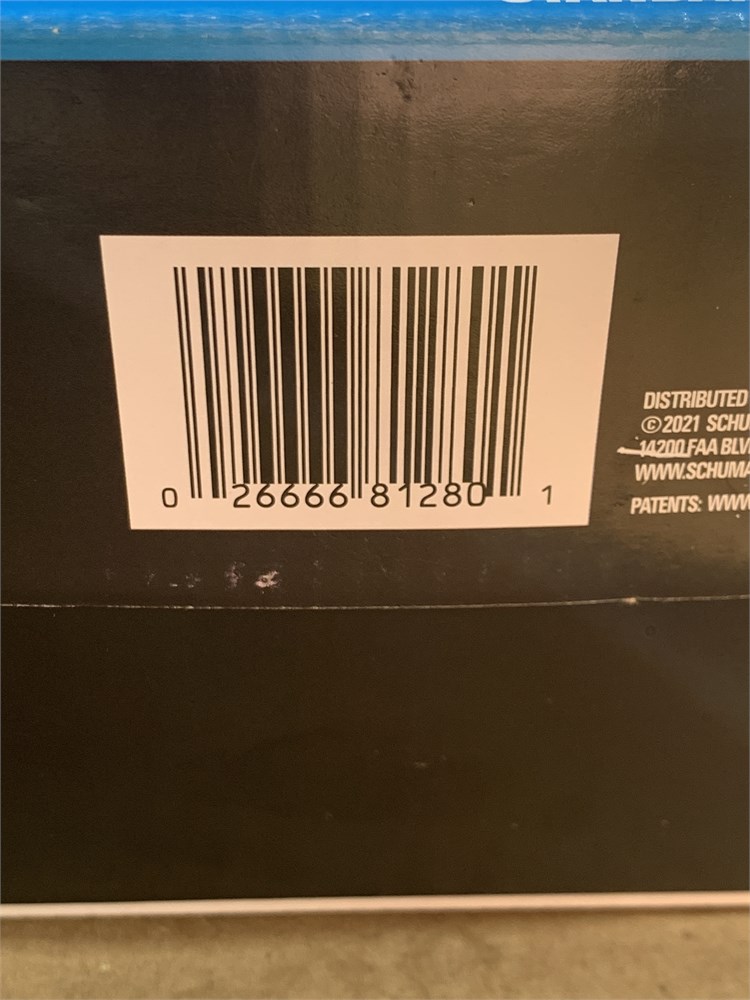 0 26666 81280 1
DISTRIBUTED
©2021 SCHU
14200 FAA BLV
WWW.SCHUMA
PATENTS: WWW